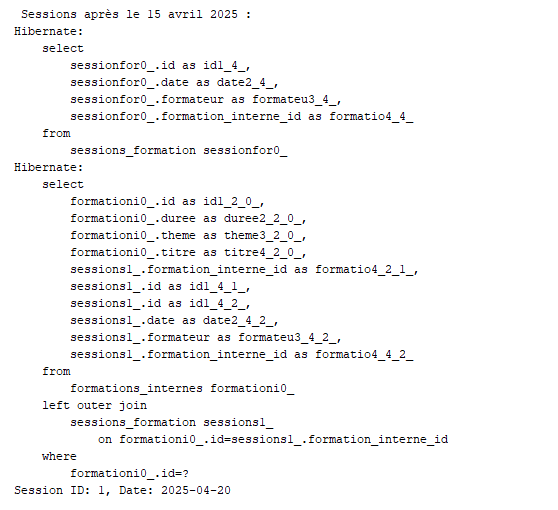 Sessions après le 15 avril 2025 :
Hibernate:
    select
        sessionfor0_.id as id1_4_,
        sessionfor0_.date as date2_4_,
        sessionfor0_.formateur as formateu3_4_,
        sessionfor0_.formation_interne_id as formatio4_4_
    from
        sessions_formation sessionfor0_
Hibernate:
    select
        formationi0_.id as id1_2_0_,
        formationi0_.duree as duree2_2_0_,
        formationi0_.theme as theme3_2_0_,
        formationi0_.titre as titre4_2_0_,
        sessions1_.formation_interne_id as formatio4_2_1_,
        sessions1_.id as id1_4_1_,
        sessions1_.id as id1_4_2_,
        sessions1_.date as date2_4_2_,
        sessions1_.formateur as formateu3_4_2_,
        sessions1_.formation_interne_id as formatio4_4_2_
    from
        formations_internes formationi0_
    left outer join
        sessions_formation sessions1_
            on formationi0_.id=sessions1_.formation_interne_id
    where
        formationi0_.id=?
Session ID: 1, Date: 2025-04-20